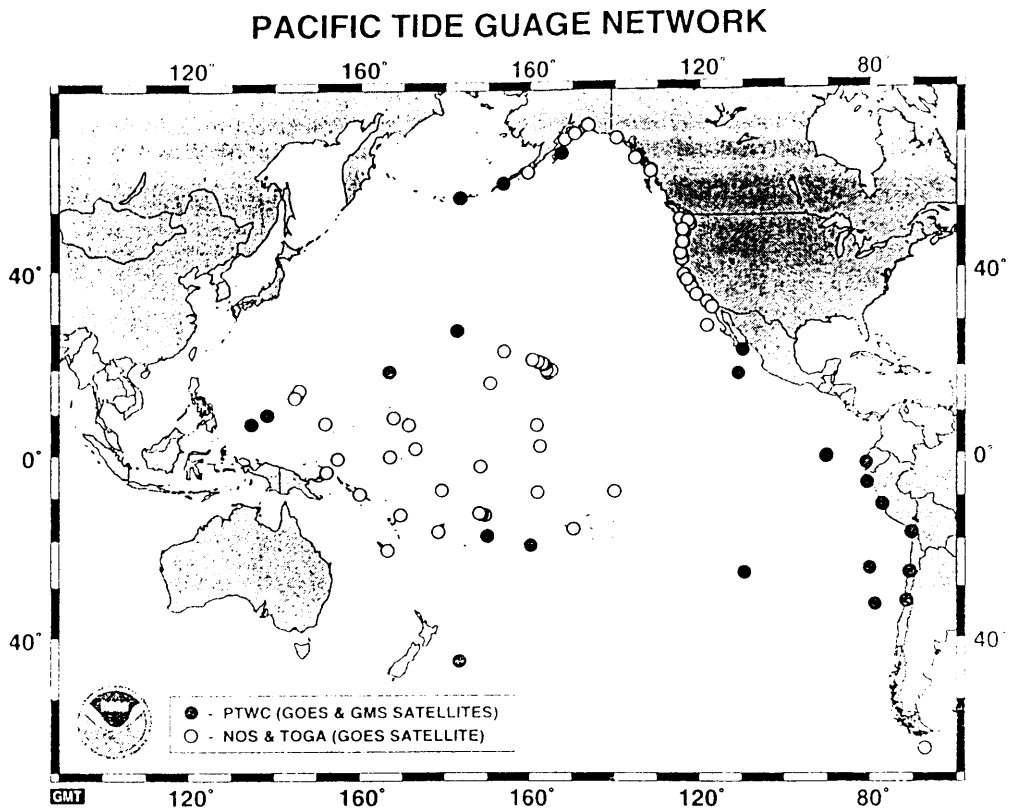 PACIFIC TIDE GUAGE NETWORK
120° 160° 160° 120° 80°
40° 40°
0° 0°
40° 40°
● - PTWC (GOES & GMS SATELLITES)
○ - NOS & TOGA (GOES SATELLITE)
GMT
120° 160° 160° 120° 80°